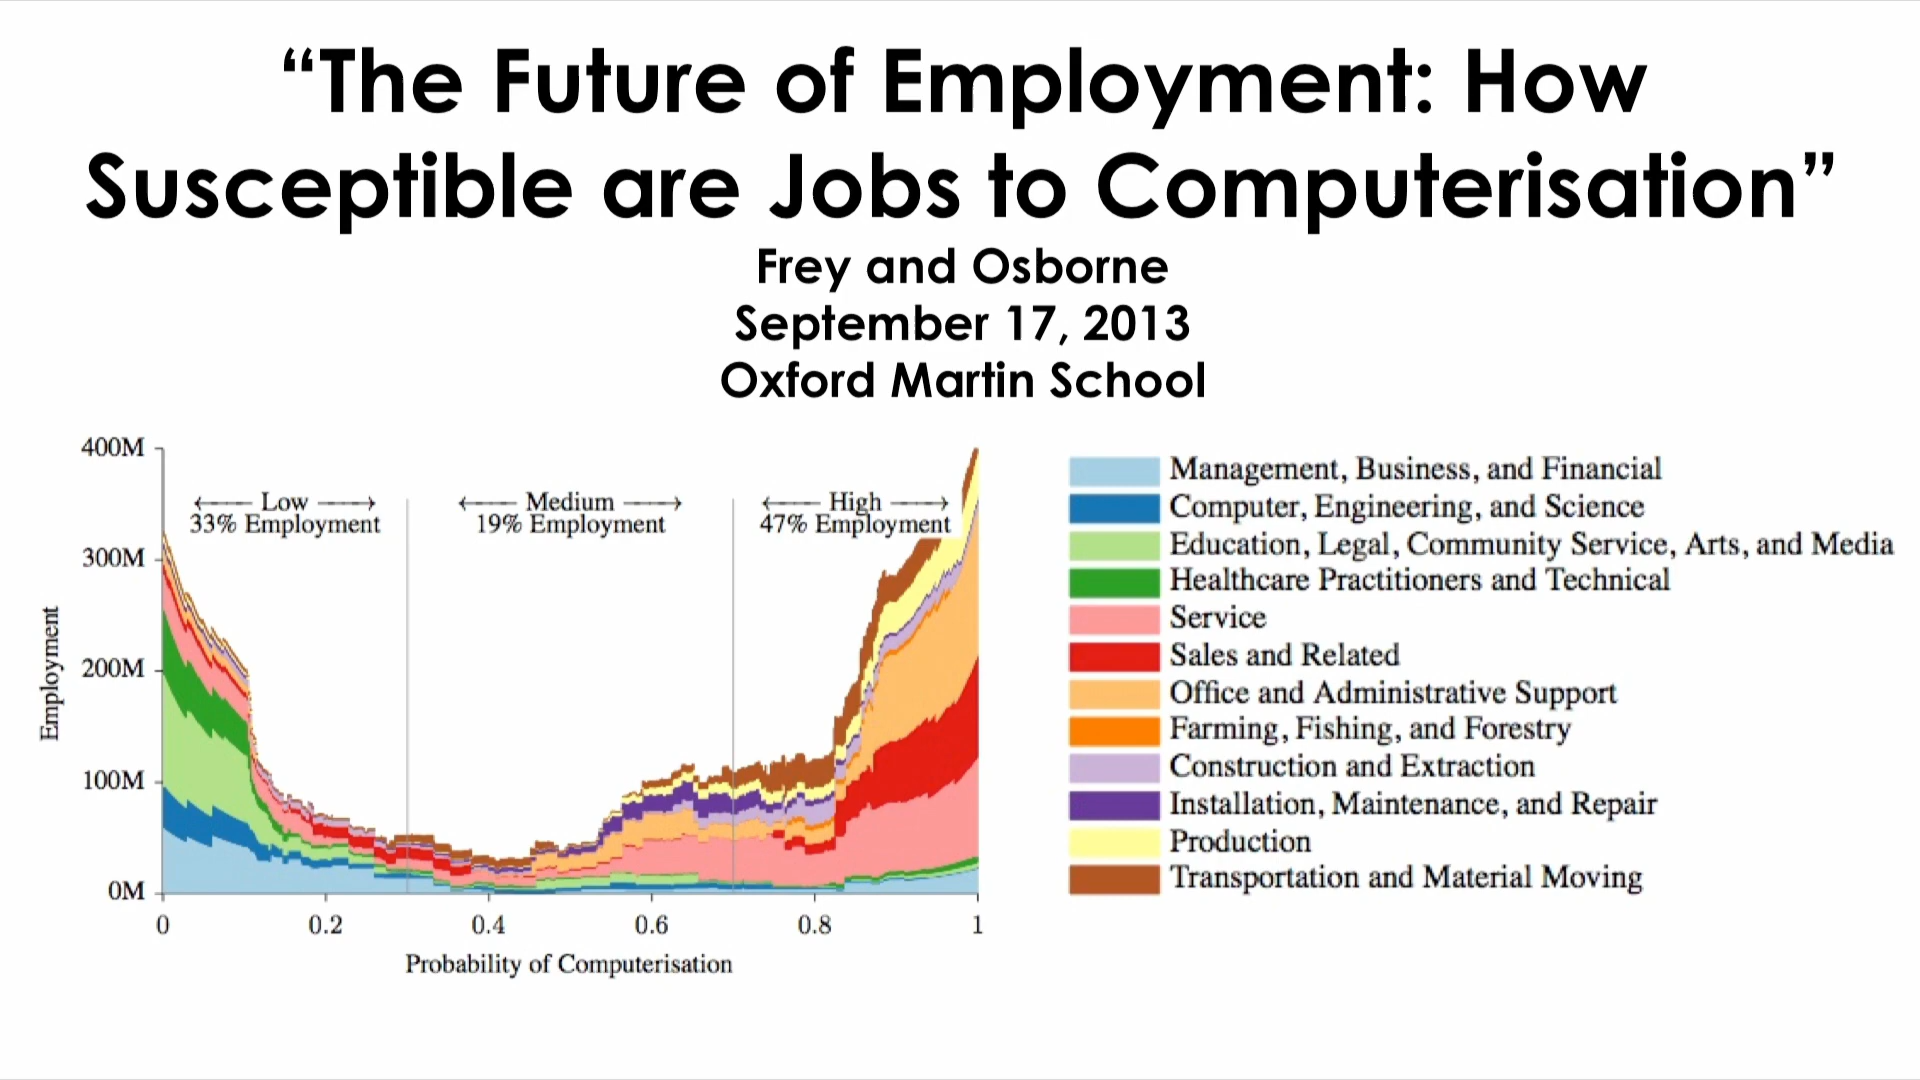 “The Future of Employment: How
Susceptible are Jobs to Computerisation”
Frey and Osborne
September 17, 2013
Oxford Martin School
400M
300M
200M
100M
0M
Employment
Low
33% Employment
Medium
19% Employment
High
47% Employment
0 0.2 0.4 0.6 0.8 1
Probability of Computerisation
Management, Business, and Financial
Computer, Engineering, and Science
Education, Legal, Community Service, Arts, and Media
Healthcare Practitioners and Technical
Service
Sales and Related
Office and Administrative Support
Farming, Fishing, and Forestry
Construction and Extraction
Installation, Maintenance, and Repair
Production
Transportation and Material Moving